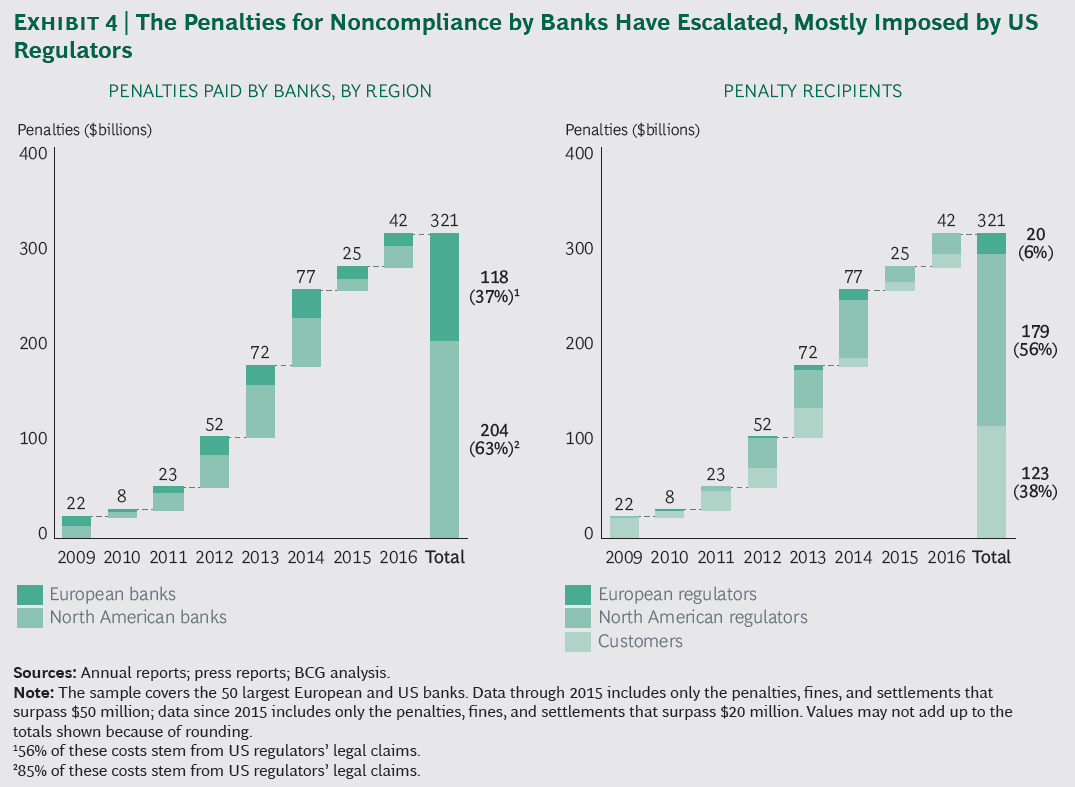 EXHIBIT 4 | The Penalties for Noncompliance by Banks Have Escalated, Mostly Imposed by US
Regulators
PENALTIES PAID BY BANKS, BY REGION
Penalties ($billions)
400
300
200
100
0
22
8
23
52
72
77
25
42
321
118
(37%)¹
204
(63%)²
2009 2010 2011 2012 2013 2014 2015 2016 Total
European banks
North American banks
PENALTY RECIPIENTS
Penalties ($billions)
400
300
200
100
0
22
8
23
52
72
77
25
42
321
20
(6%)
179
(56%)
123
(38%)
2009 2010 2011 2012 2013 2014 2015 2016 Total
European regulators
North American regulators
Customers
Sources: Annual reports; press reports; BCG analysis.
Note: The sample covers the 50 largest European and US banks. Data through 2015 includes only the penalties, fines, and settlements that
surpass $50 million; data since 2015 includes only the penalties, fines, and settlements that surpass $20 million. Values may not add up to the
totals shown because of rounding.
¹56% of these costs stem from US regulators’ legal claims.
²85% of these costs stem from US regulators’ legal claims.